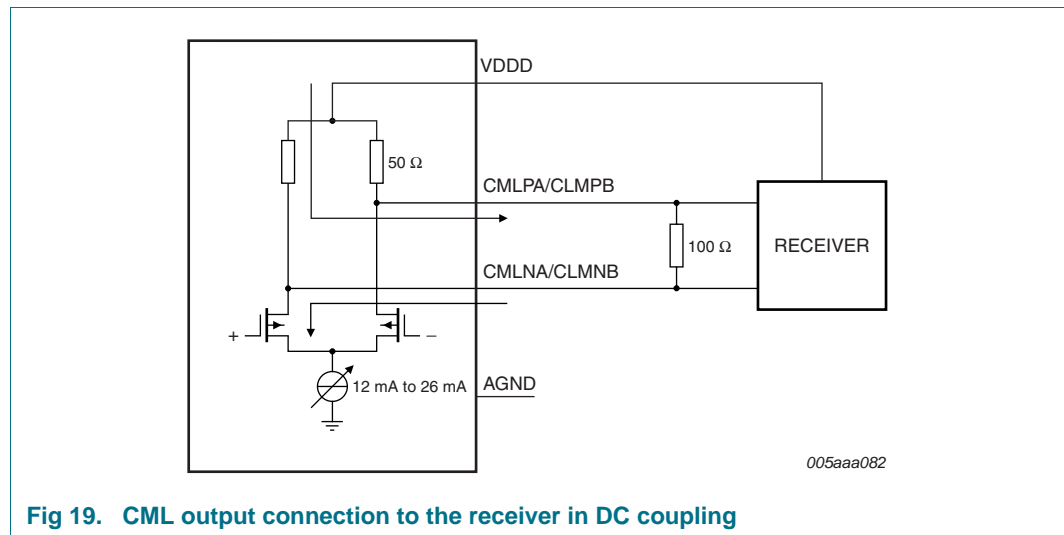 VDDD
50 Ω
CMLPA/CLMPB
100 Ω
RECEIVER
CMLNA/CLMNB
+
−
12 mA to 26 mA
AGND
005aaa082
Fig 19. CML output connection to the receiver in DC coupling